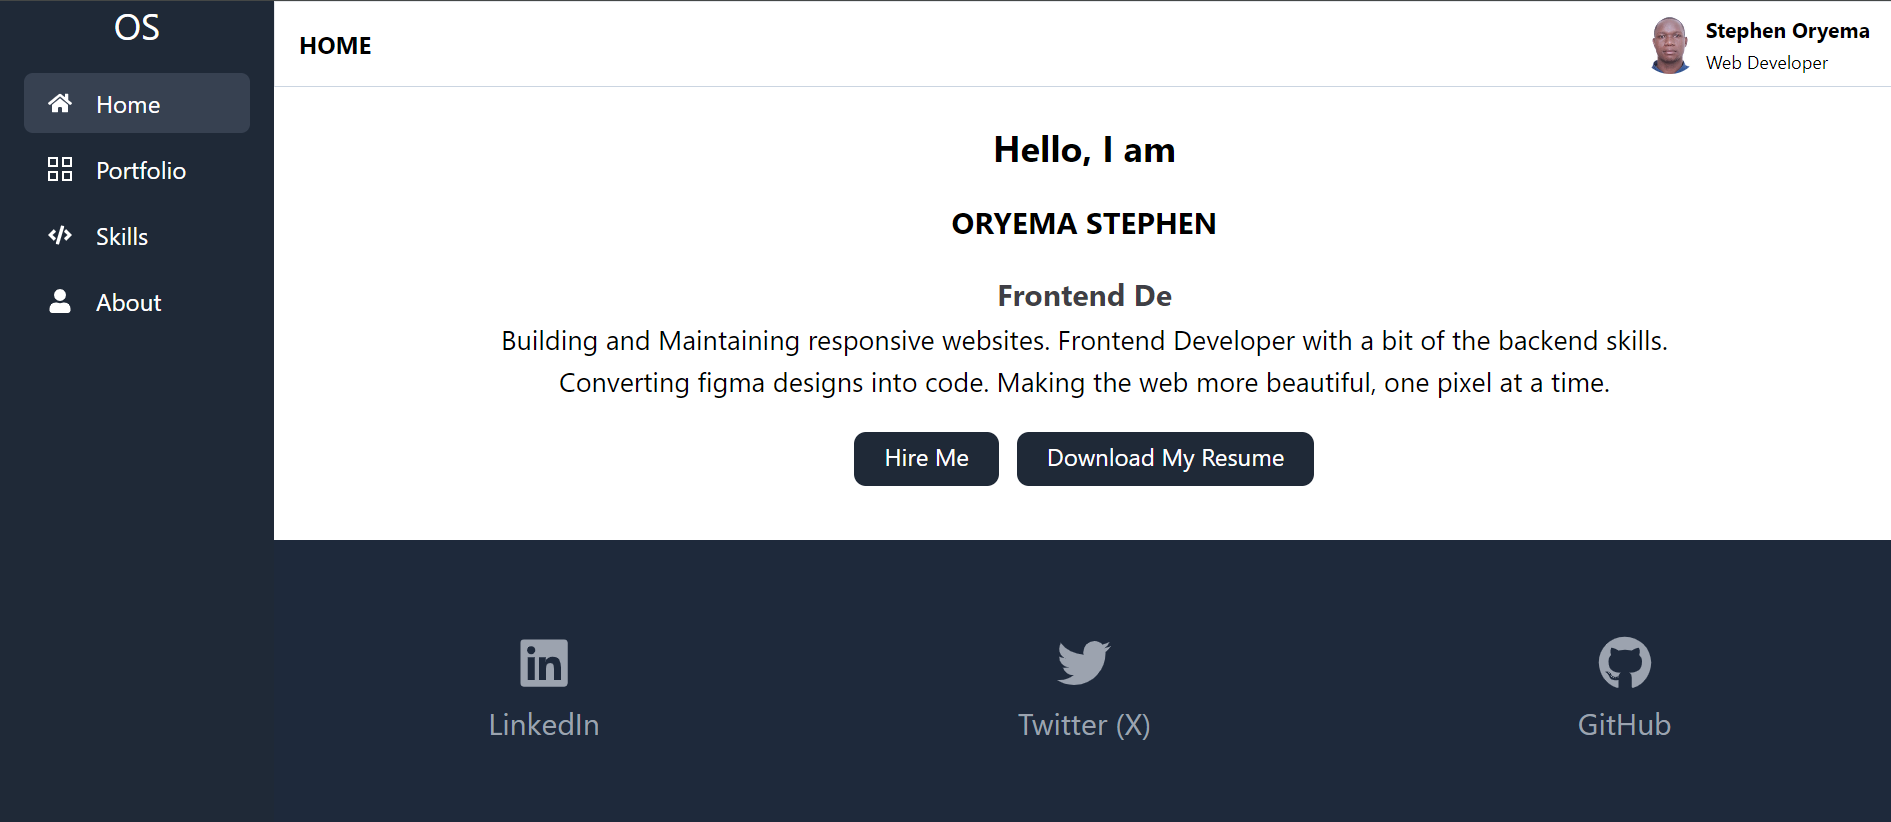 OS
Home
Portfolio
Skills
About
HOME
Stephen Oryema
Web Developer
Hello, I am
ORYEMA STEPHEN
Frontend De
Building and Maintaining responsive websites. Frontend Developer with a bit of the backend skills.
Converting figma designs into code. Making the web more beautiful, one pixel at a time.
Hire Me
Download My Resume
in
LinkedIn
Twitter (X)
GitHub